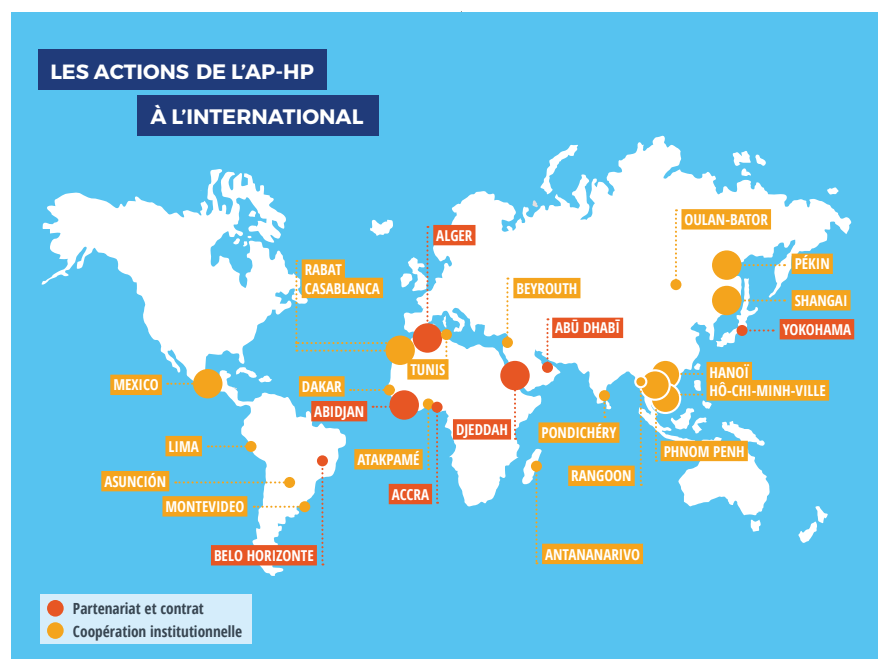 LES ACTIONS DE L'AP-HP
À L'INTERNATIONAL
OULAN-BATOR
ALGER
PÉKIN
RABAT
CASABLANCA
BEYROUTH
SHANGAI
ABŪ DHABĪ
YOKOHAMA
TUNIS
HANOÏ
MEXICO
DAKAR
HÔ-CHI-MINH-VILLE
ABIDJAN
DJEDDAH
PONDICHÉRY
LIMA
PHNOM PENH
ATAKPAMÉ
RANGOON
ASUNCIÓN
ACCRA
MONTEVIDEO
BELO HORIZONTE
ANTANANARIVO
Partenariat et contrat
Coopération institutionnelle